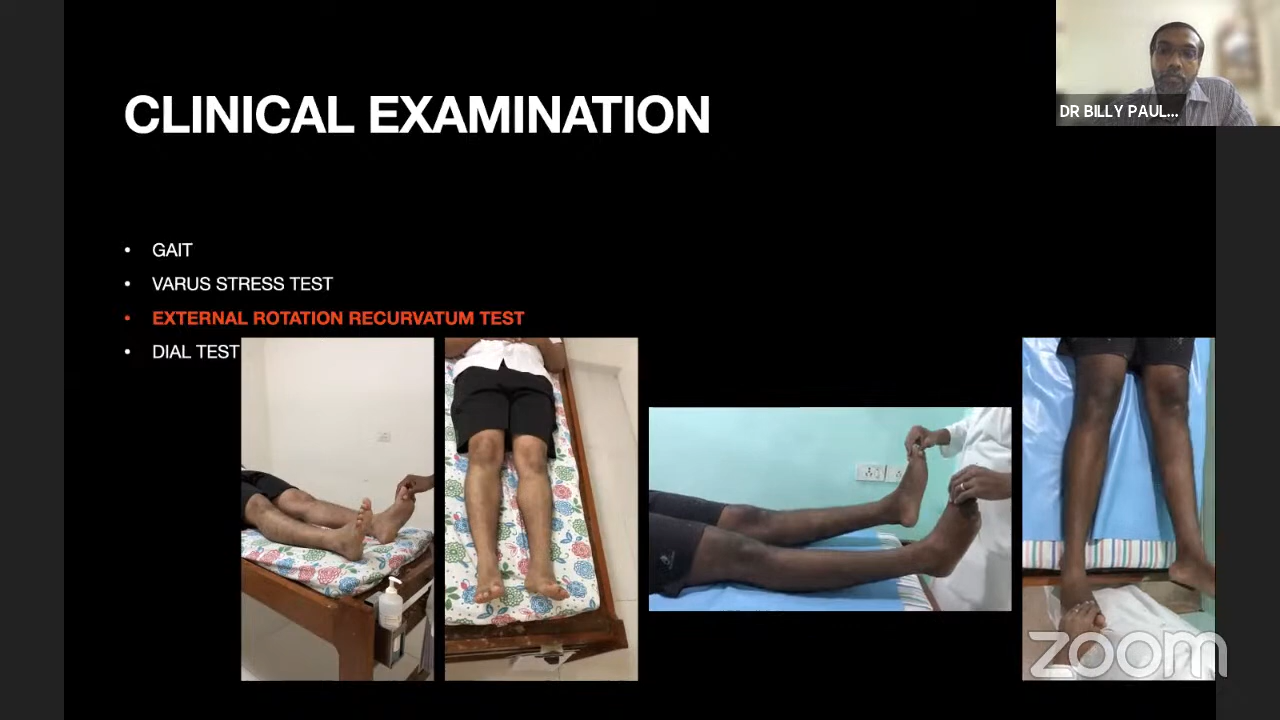 CLINICAL EXAMINATION
DR BILLY PAUL...
• GAIT
• VARUS STRESS TEST
• EXTERNAL ROTATION RECURVATUM TEST
• DIAL TEST
zoom